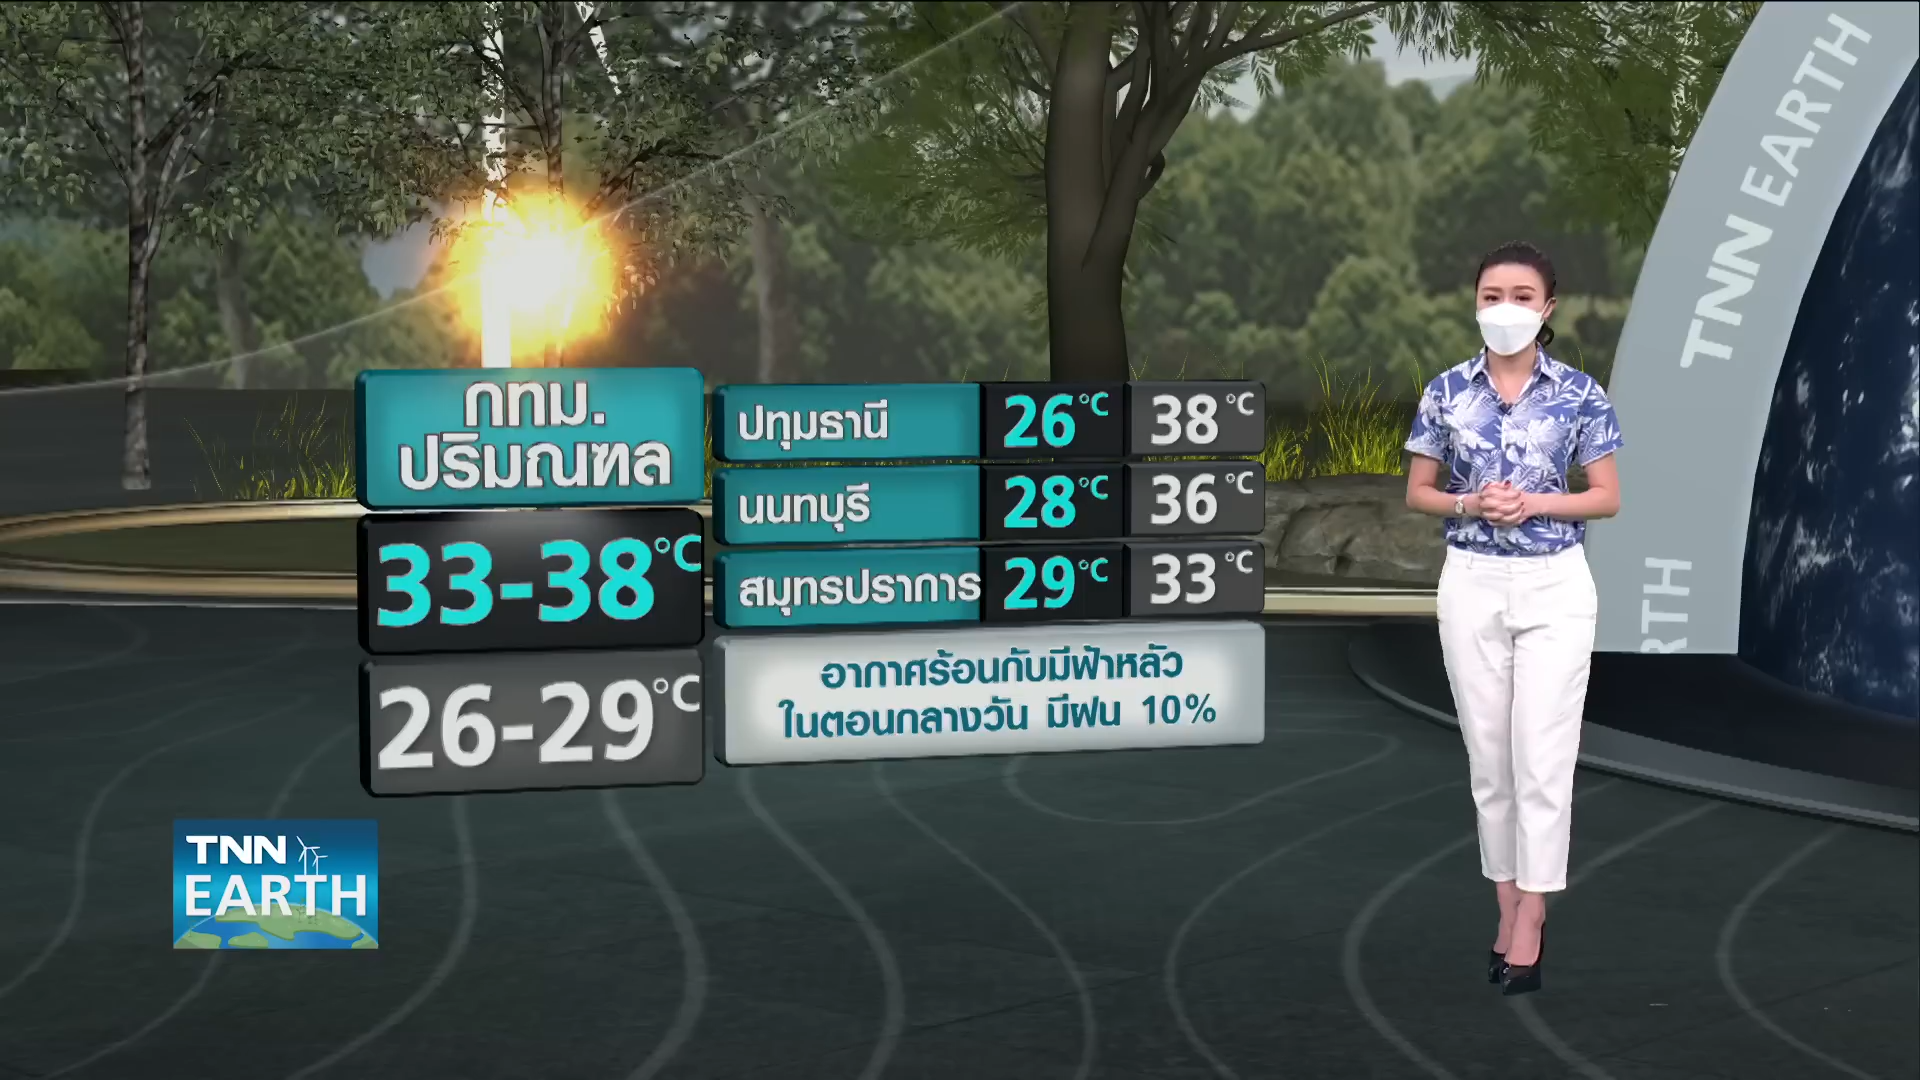 กทม.
ปริมณฑล
33-38°C
26-29°C
ปทุมธานี 26°C 38°C
นนทบุรี 28°C 36°C
สมุทรปราการ 29°C 33°C
อากาศร้อนกับมีฟ้าหลัว
ในตอนกลางวัน มีฝน 10%
TNN EARTH
RTH
TNN
EARTH